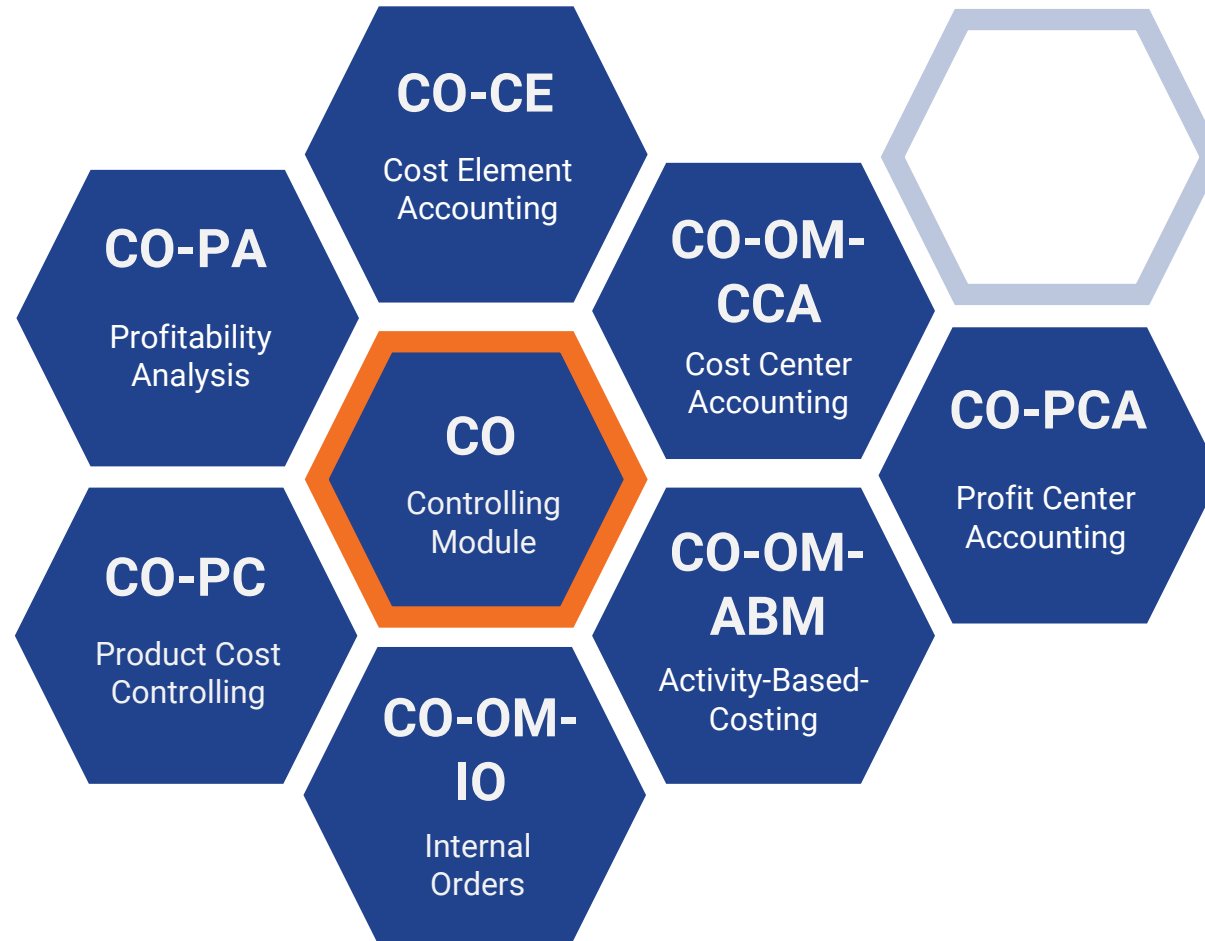 CO-CE
Cost Element
Accounting
CO-PA
Profitability
Analysis
CO-OM-
CCA
Cost Center
Accounting
CO
Controlling
Module
CO-PCA
Profit Center
Accounting
CO-PC
Product Cost
Controlling
CO-OM-
ABM
Activity-Based-
Costing
CO-OM-
IO
Internal
Orders